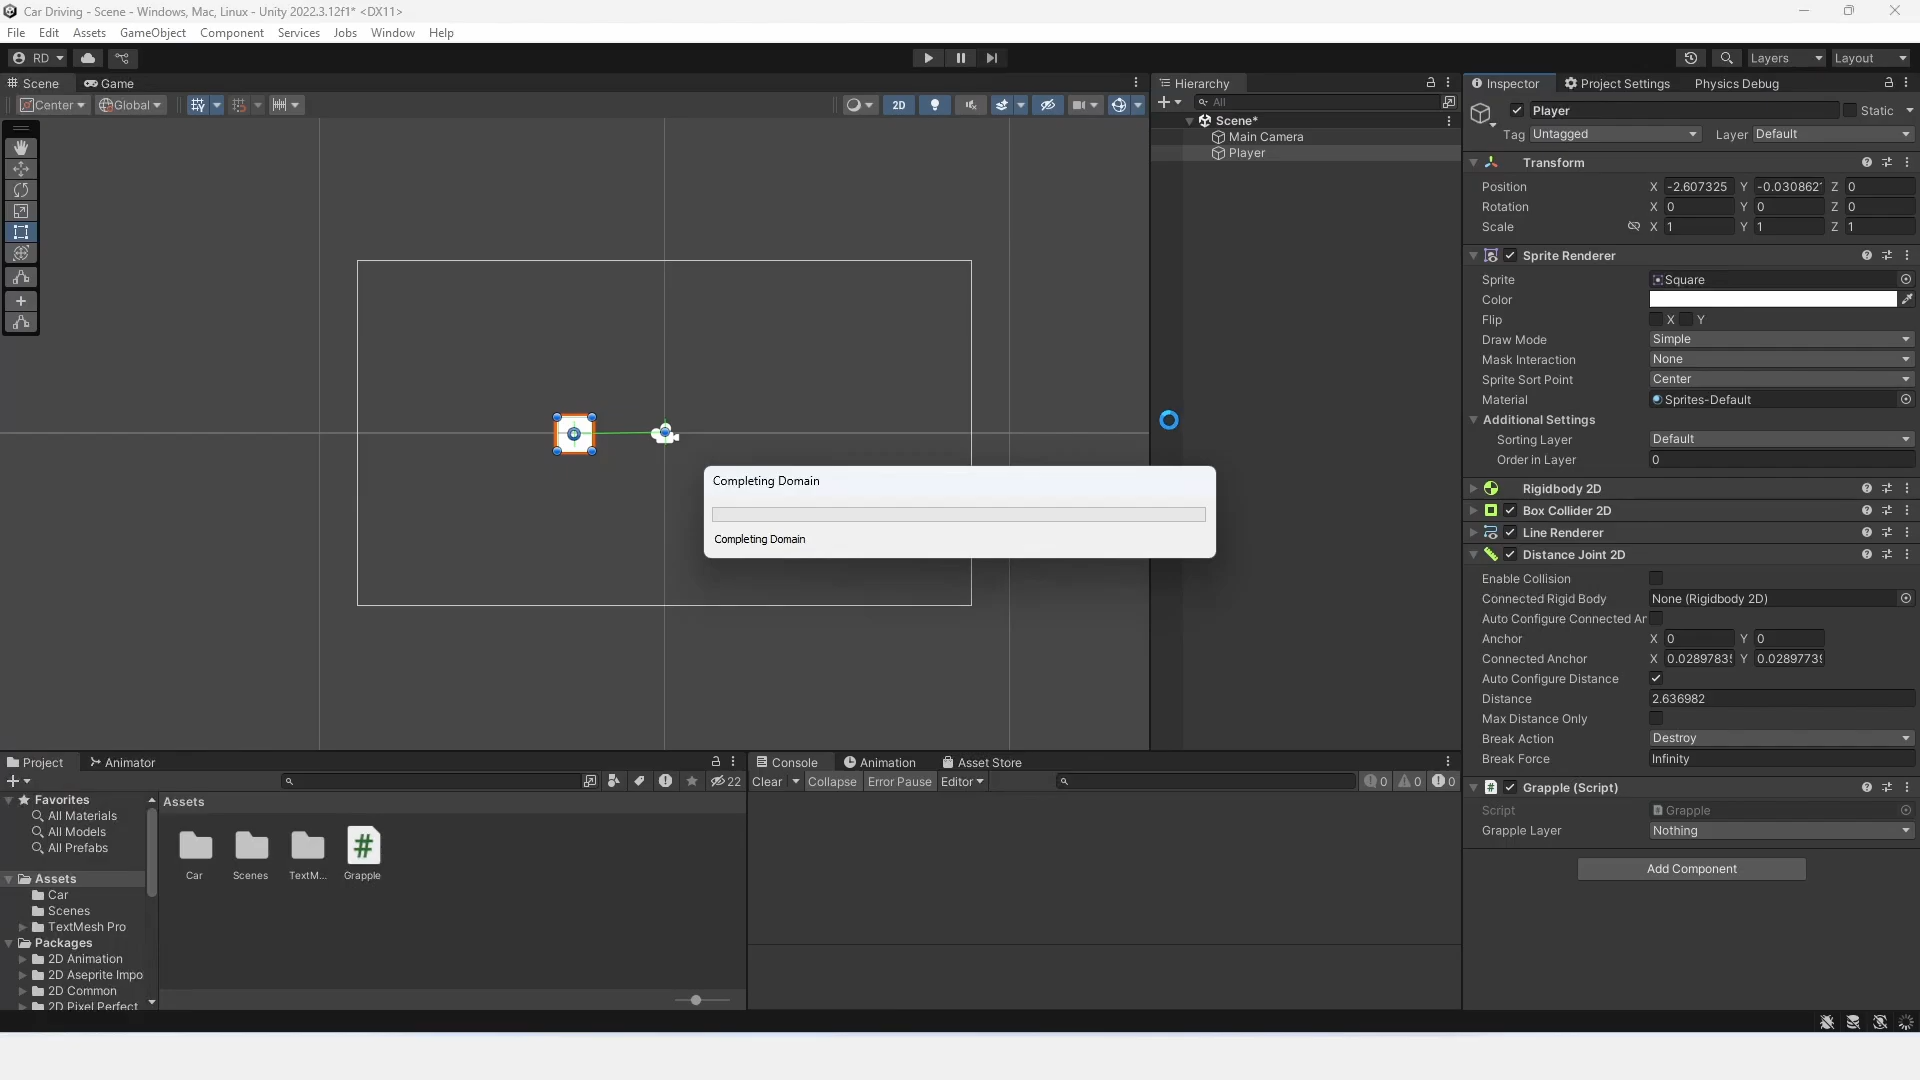 Car Driving - Scene - Windows, Mac, Linux - Unity 2022.3.12f1* <DX11>
File Edit Assets GameObject Component Services Jobs Window Help
RD Layers Layout
Scene Game
Center Global 2D
Hierarchy
All
Scene*
Main Camera
Player
Inspector Project Settings Physics Debug
Player Static
Tag Untagged Layer Default
Transform
Position X -2.607325 Y -0.030862 Z 0
Rotation X 0 Y 0 Z 0
Scale X 1 Y 1 Z 1
Sprite Renderer
Sprite Square
Color
Flip X Y
Draw Mode Simple
Mask Interaction None
Sprite Sort Point Center
Material Sprites-Default
Additional Settings
Sorting Layer Default
Order in Layer 0
Rigidbody 2D
Box Collider 2D
Line Renderer
Distance Joint 2D
Enable Collision
Connected Rigid Body None (Rigidbody 2D)
Auto Configure Connected Ar
Anchor X 0 Y 0
Connected Anchor X 0.0289783 Y 0.0289773
Auto Configure Distance
Distance 2.636982
Max Distance Only
Break Action Destroy
Break Force Infinity
Grapple (Script)
Script Grapple
Grapple Layer Nothing
Add Component
Completing Domain
Completing Domain
Project Animator
22
Favorites
All Materials
All Models
All Prefabs
Assets
Car
Scenes
TextMesh Pro
Packages
2D Animation
2D Aseprite Impo
2D Common
2D Pixel Perfect
Assets
Car Scenes TextM... Grapple
Console Animation Asset Store
Clear Collapse Error Pause Editor 0 0 0